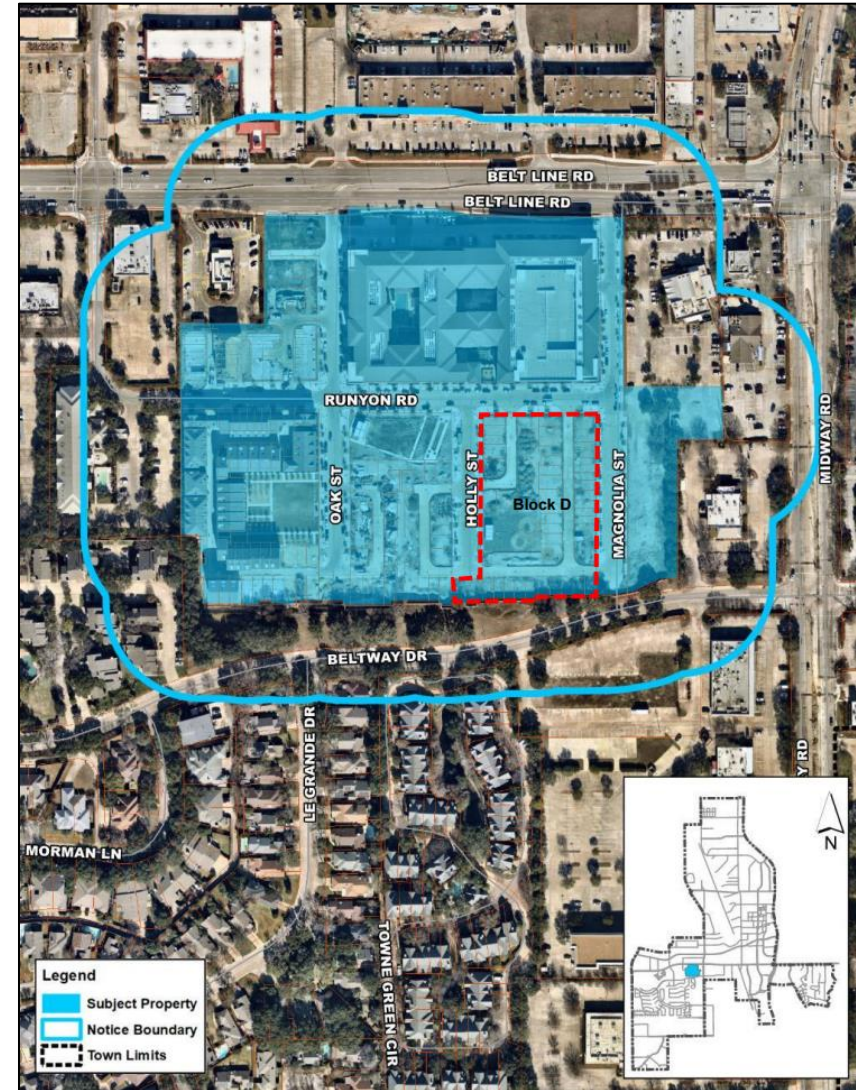 BELT LINE RD
BELT LINE RD
RUNYON RD
OAK ST
HOLLY ST
Block D
MAGNOLIA ST
MIDWAY RD
BELTWAY DR
LE GRANDE DR
MORMAN LN
TOWNE GREEN CIR
Y RD
N
Legend
Subject Property
Notice Boundary
Town Limits